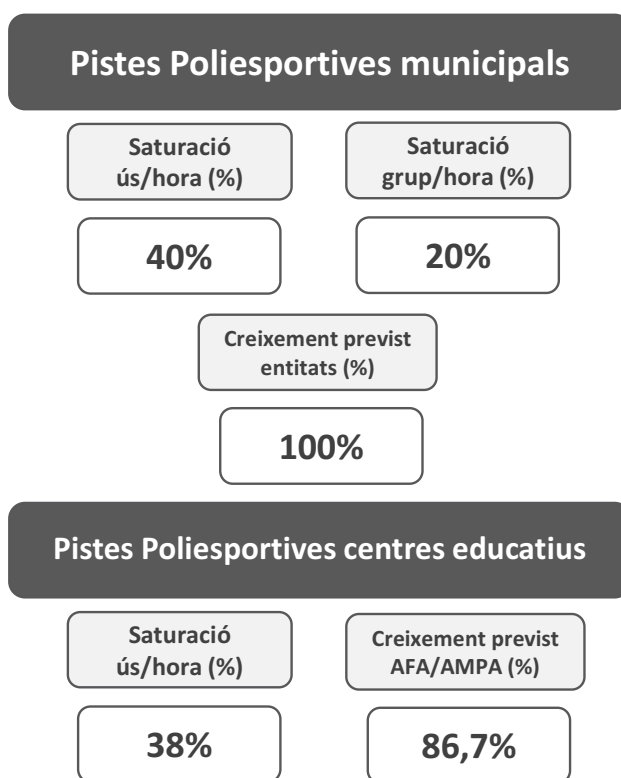 Pistes Poliesportives municipals
Saturació
ús/hora (%)
Saturació
grup/hora (%)
40%
20%
Creixement previst
entitats (%)
100%
Pistes Poliesportives centres educatius
Saturació
ús/hora (%)
Creixement previst
AFA/AMPA (%)
38%
86,7%